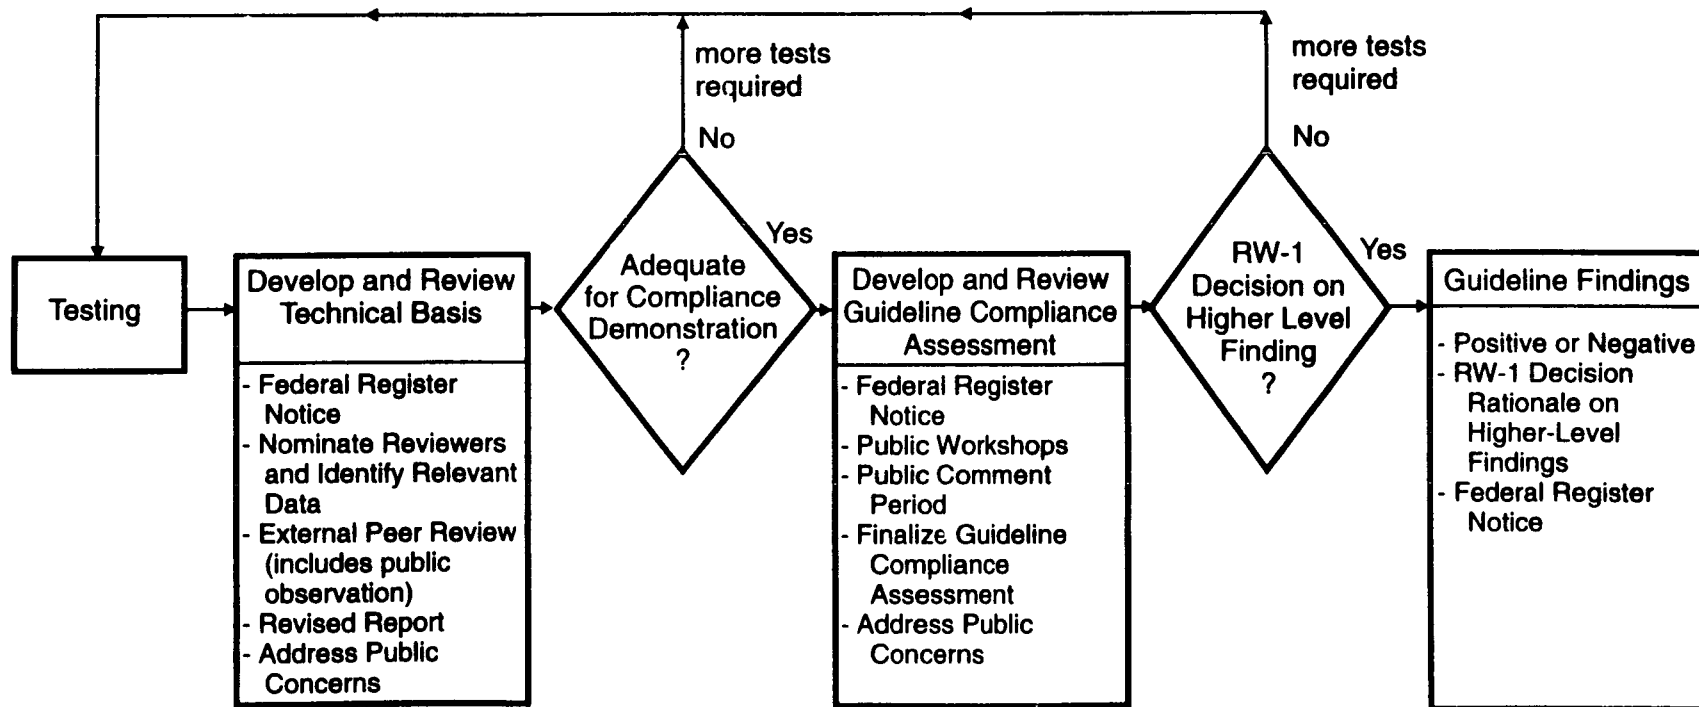 more tests
required
No
more tests
required
No
Testing
Develop and Review
Technical Basis
- Federal Register
Notice
- Nominate Reviewers
and Identify Relevant
Data
- External Peer Review
(includes public
observation)
- Revised Report
- Address Public
Concerns
Adequate
for Compliance
Demonstration
?
Yes
Develop and Review
Guideline Compliance
Assessment
- Federal Register
Notice
- Public Workshops
- Public Comment
Period
- Finalize Guideline
Compliance
Assessment
- Address Public
Concerns
RW-1
Decision on
Higher Level
Finding
?
Yes
Guideline Findings
- Positive or Negative
- RW-1 Decision
Rationale on
Higher-Level
Findings
- Federal Register
Notice